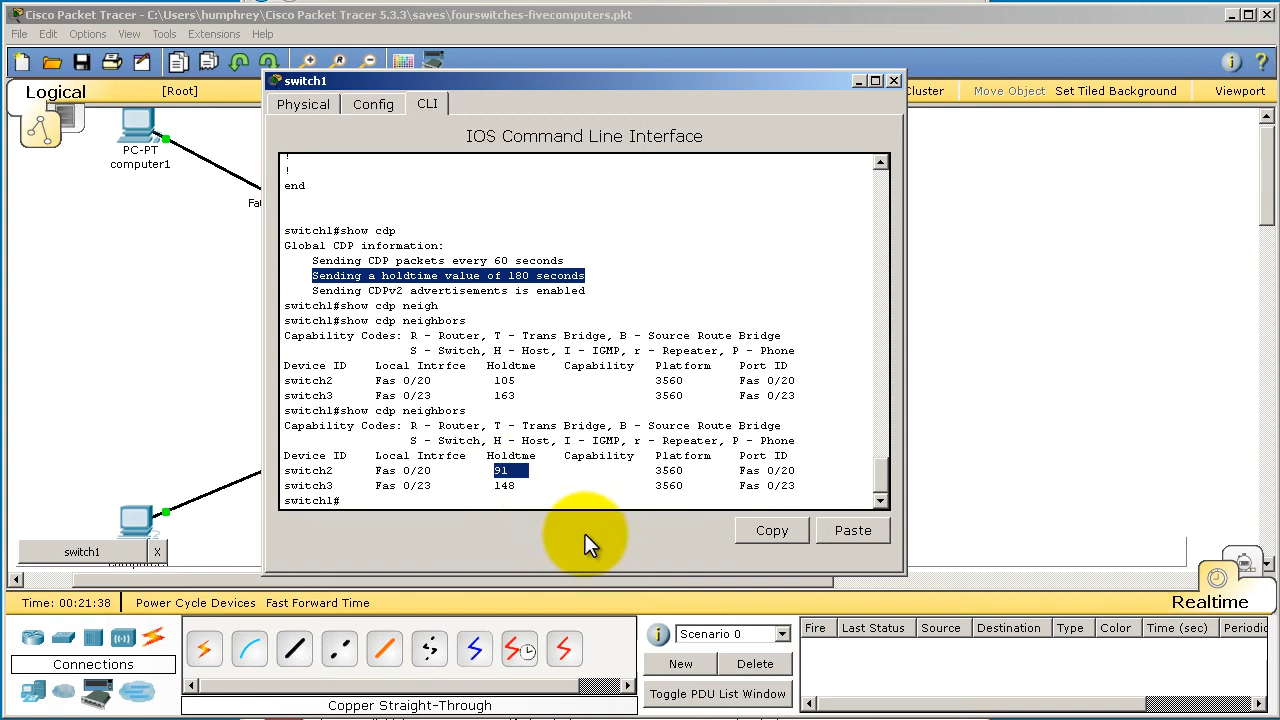 Cisco Packet Tracer - C:\Users\humphrey\Cisco Packet Tracer 5.3.3\saves\fourswitches-fivecomputers.pkt
File Edit Options View Tools Extensions Help
Logical
[Root]
Cluster
Move Object
Set Tiled Background
Viewport
switch1
Physical
Config
CLI
IOS Command Line Interface
PC-PT
computer1
!
!
end
switch1#show cdp
Global CDP information:
Sending CDP packets every 60 seconds
Sending a holdtime value of 180 seconds
Sending CDPv2 advertisements is enabled
switch1#show cdp neigh
switch1#show cdp neighbors
Capability Codes: R - Router, T - Trans Bridge, B - Source Route Bridge
S - Switch, H - Host, I - IGMP, r - Repeater, P - Phone
Device ID Local Intrfce Holdtme Capability Platform Port ID
switch2 Fas 0/20 105 3560 Fas 0/20
switch3 Fas 0/23 163 3560 Fas 0/23
switch1#show cdp neighbors
Capability Codes: R - Router, T - Trans Bridge, B - Source Route Bridge
S - Switch, H - Host, I - IGMP, r - Repeater, P - Phone
Device ID Local Intrfce Holdtme Capability Platform Port ID
switch2 Fas 0/20 91 3560 Fas 0/20
switch3 Fas 0/23 148 3560 Fas 0/23
switch1#
Copy
Paste
switch1 X
Time: 00:21:38
Power Cycle Devices Fast Forward Time
Realtime
Connections
Copper Straight-Through
Scenario 0
New
Delete
Toggle PDU List Window
Fire Last Status Source Destination Type Color Time (sec) Periodic